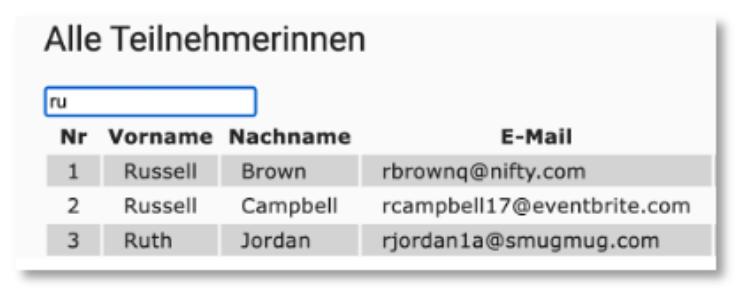 Alle Teilnehmerinnen
ru
Nr Vorname Nachname E-Mail
1 Russell Brown rbrownq@nifty.com
2 Russell Campbell rcampbell17@eventbrite.com
3 Ruth Jordan rjordan1a@smugmug.com